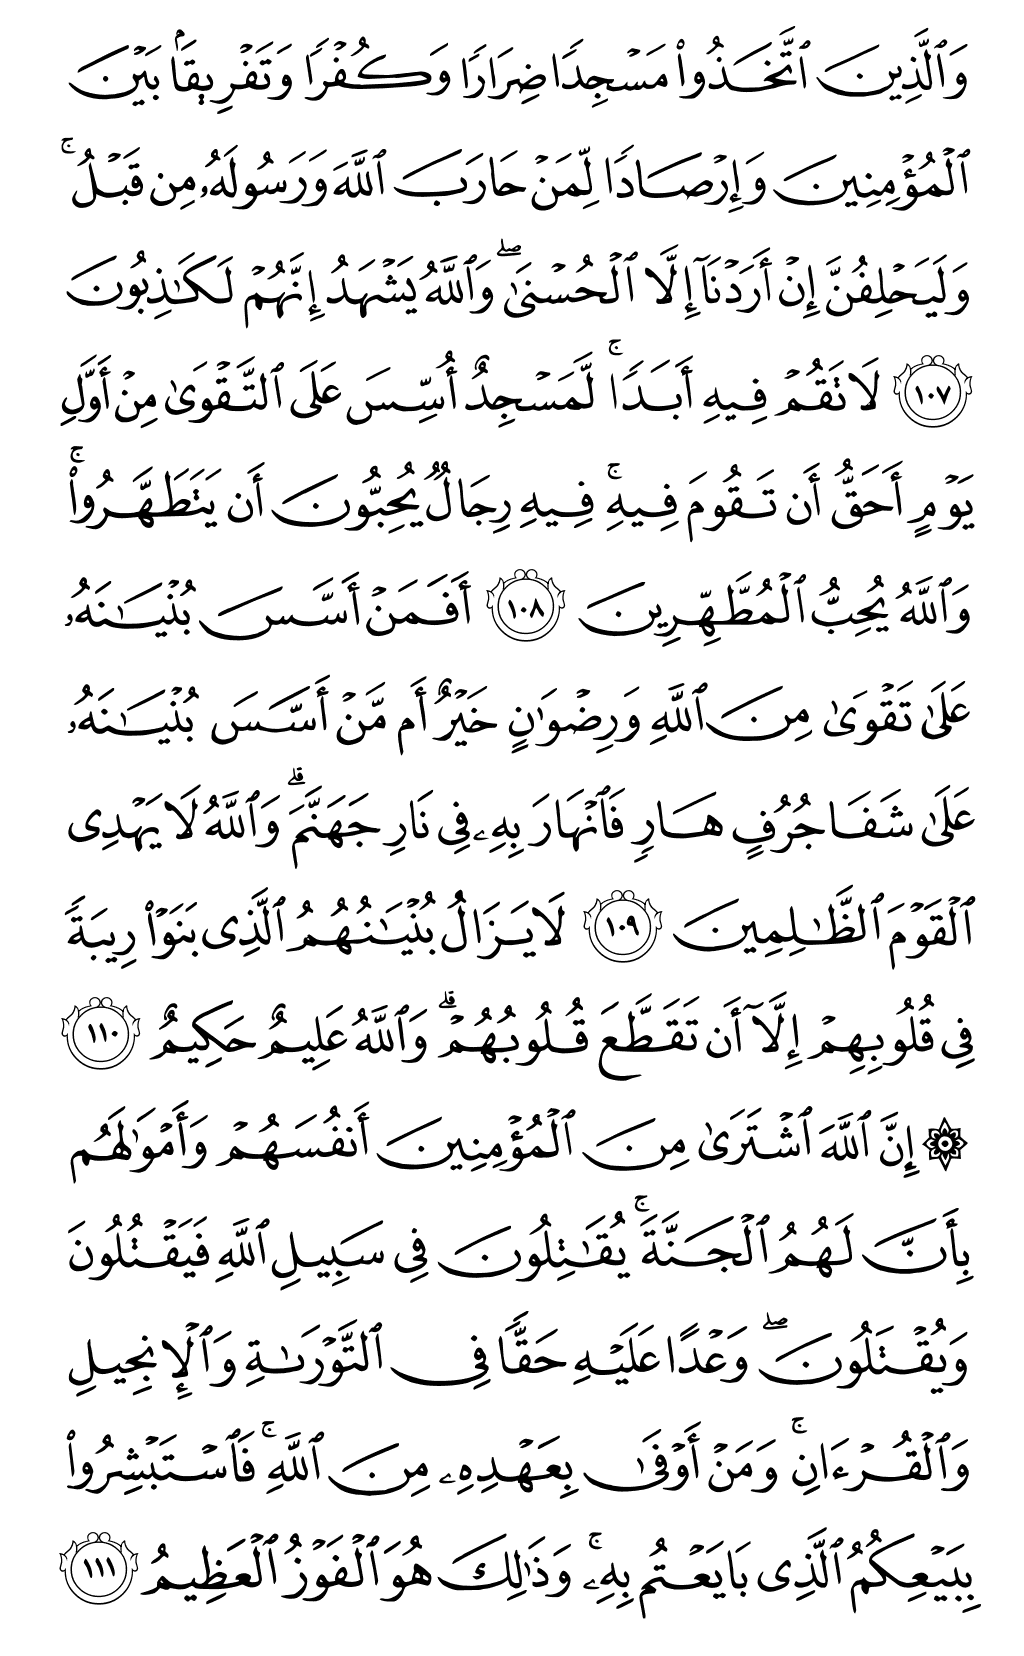 وَٱلَّذِينَ ٱتَّخَذُوا۟ مَسْجِدًا ضِرَارًا وَكُفْرًا وَتَفْرِيقًۢا بَيْنَ
ٱلْمُؤْمِنِينَ وَإِرْصَادًا لِّمَنْ حَارَبَ ٱللَّهَ وَرَسُولَهُۥ مِن قَبْلُ ۚ
وَلَيَحْلِفُنَّ إِنْ أَرَدْنَآ إِلَّا ٱلْحُسْنَىٰ ۖ وَٱللَّهُ يَشْهَدُ إِنَّهُمْ لَكَـٰذِبُونَ
١٠٧ لَا تَقُمْ فِيهِ أَبَدًا ۚ لَّمَسْجِدٌ أُسِّسَ عَلَى ٱلتَّقْوَىٰ مِنْ أَوَّلِ
يَوْمٍ أَحَقُّ أَن تَقُومَ فِيهِ ۚ فِيهِ رِجَالٌ يُحِبُّونَ أَن يَتَطَهَّرُوا۟ ۚ
وَٱللَّهُ يُحِبُّ ٱلْمُطَّهِّرِينَ ١٠٨ أَفَمَنْ أَسَّسَ بُنْيَـٰنَهُۥ
عَلَىٰ تَقْوَىٰ مِنَ ٱللَّهِ وَرِضْوَٰنٍ خَيْرٌ أَم مَّنْ أَسَّسَ بُنْيَـٰنَهُۥ
عَلَىٰ شَفَا جُرُفٍ هَارٍ فَٱنْهَارَ بِهِۦ فِى نَارِ جَهَنَّمَ ۗ وَٱللَّهُ لَا يَهْدِى
ٱلْقَوْمَ ٱلظَّـٰلِمِينَ ١٠٩ لَا يَزَالُ بُنْيَـٰنُهُمُ ٱلَّذِى بَنَوْا۟ رِيبَةً
فِى قُلُوبِهِمْ إِلَّآ أَن تَقَطَّعَ قُلُوبُهُمْ ۗ وَٱللَّهُ عَلِيمٌ حَكِيمٌ ١١٠
۞ إِنَّ ٱللَّهَ ٱشْتَرَىٰ مِنَ ٱلْمُؤْمِنِينَ أَنفُسَهُمْ وَأَمْوَٰلَهُم
بِأَنَّ لَهُمُ ٱلْجَنَّةَ ۚ يُقَـٰتِلُونَ فِى سَبِيلِ ٱللَّهِ فَيَقْتُلُونَ
وَيُقْتَلُونَ ۖ وَعْدًا عَلَيْهِ حَقًّا فِى ٱلتَّوْرَىٰةِ وَٱلْإِنجِيلِ
وَٱلْقُرْءَانِ ۚ وَمَنْ أَوْفَىٰ بِعَهْدِهِۦ مِنَ ٱللَّهِ ۚ فَٱسْتَبْشِرُوا۟
بِبَيْعِكُمُ ٱلَّذِى بَايَعْتُم بِهِۦ ۚ وَذَٰلِكَ هُوَ ٱلْفَوْزُ ٱلْعَظِيمُ ١١١